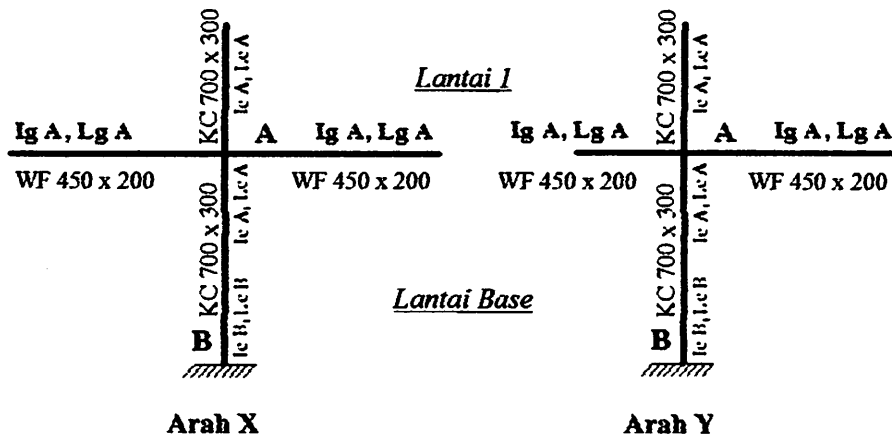 KC 700 x 300
Ic A, Lc A
Lantai 1
Ig A, Lg A
A
Ig A, Lg A
WF 450 x 200
WF 450 x 200
KC 700 x 300
Ic A, Lc A
Ic B, Lc B
Lantai Base
B
Arah X
KC 700 x 300
Ic A, Lc A
Ig A, Lg A
A
Ig A, Lg A
WF 450 x 200
WF 450 x 200
KC 700 x 300
Ic A, Lc A
Ic B, Lc B
B
Arah Y